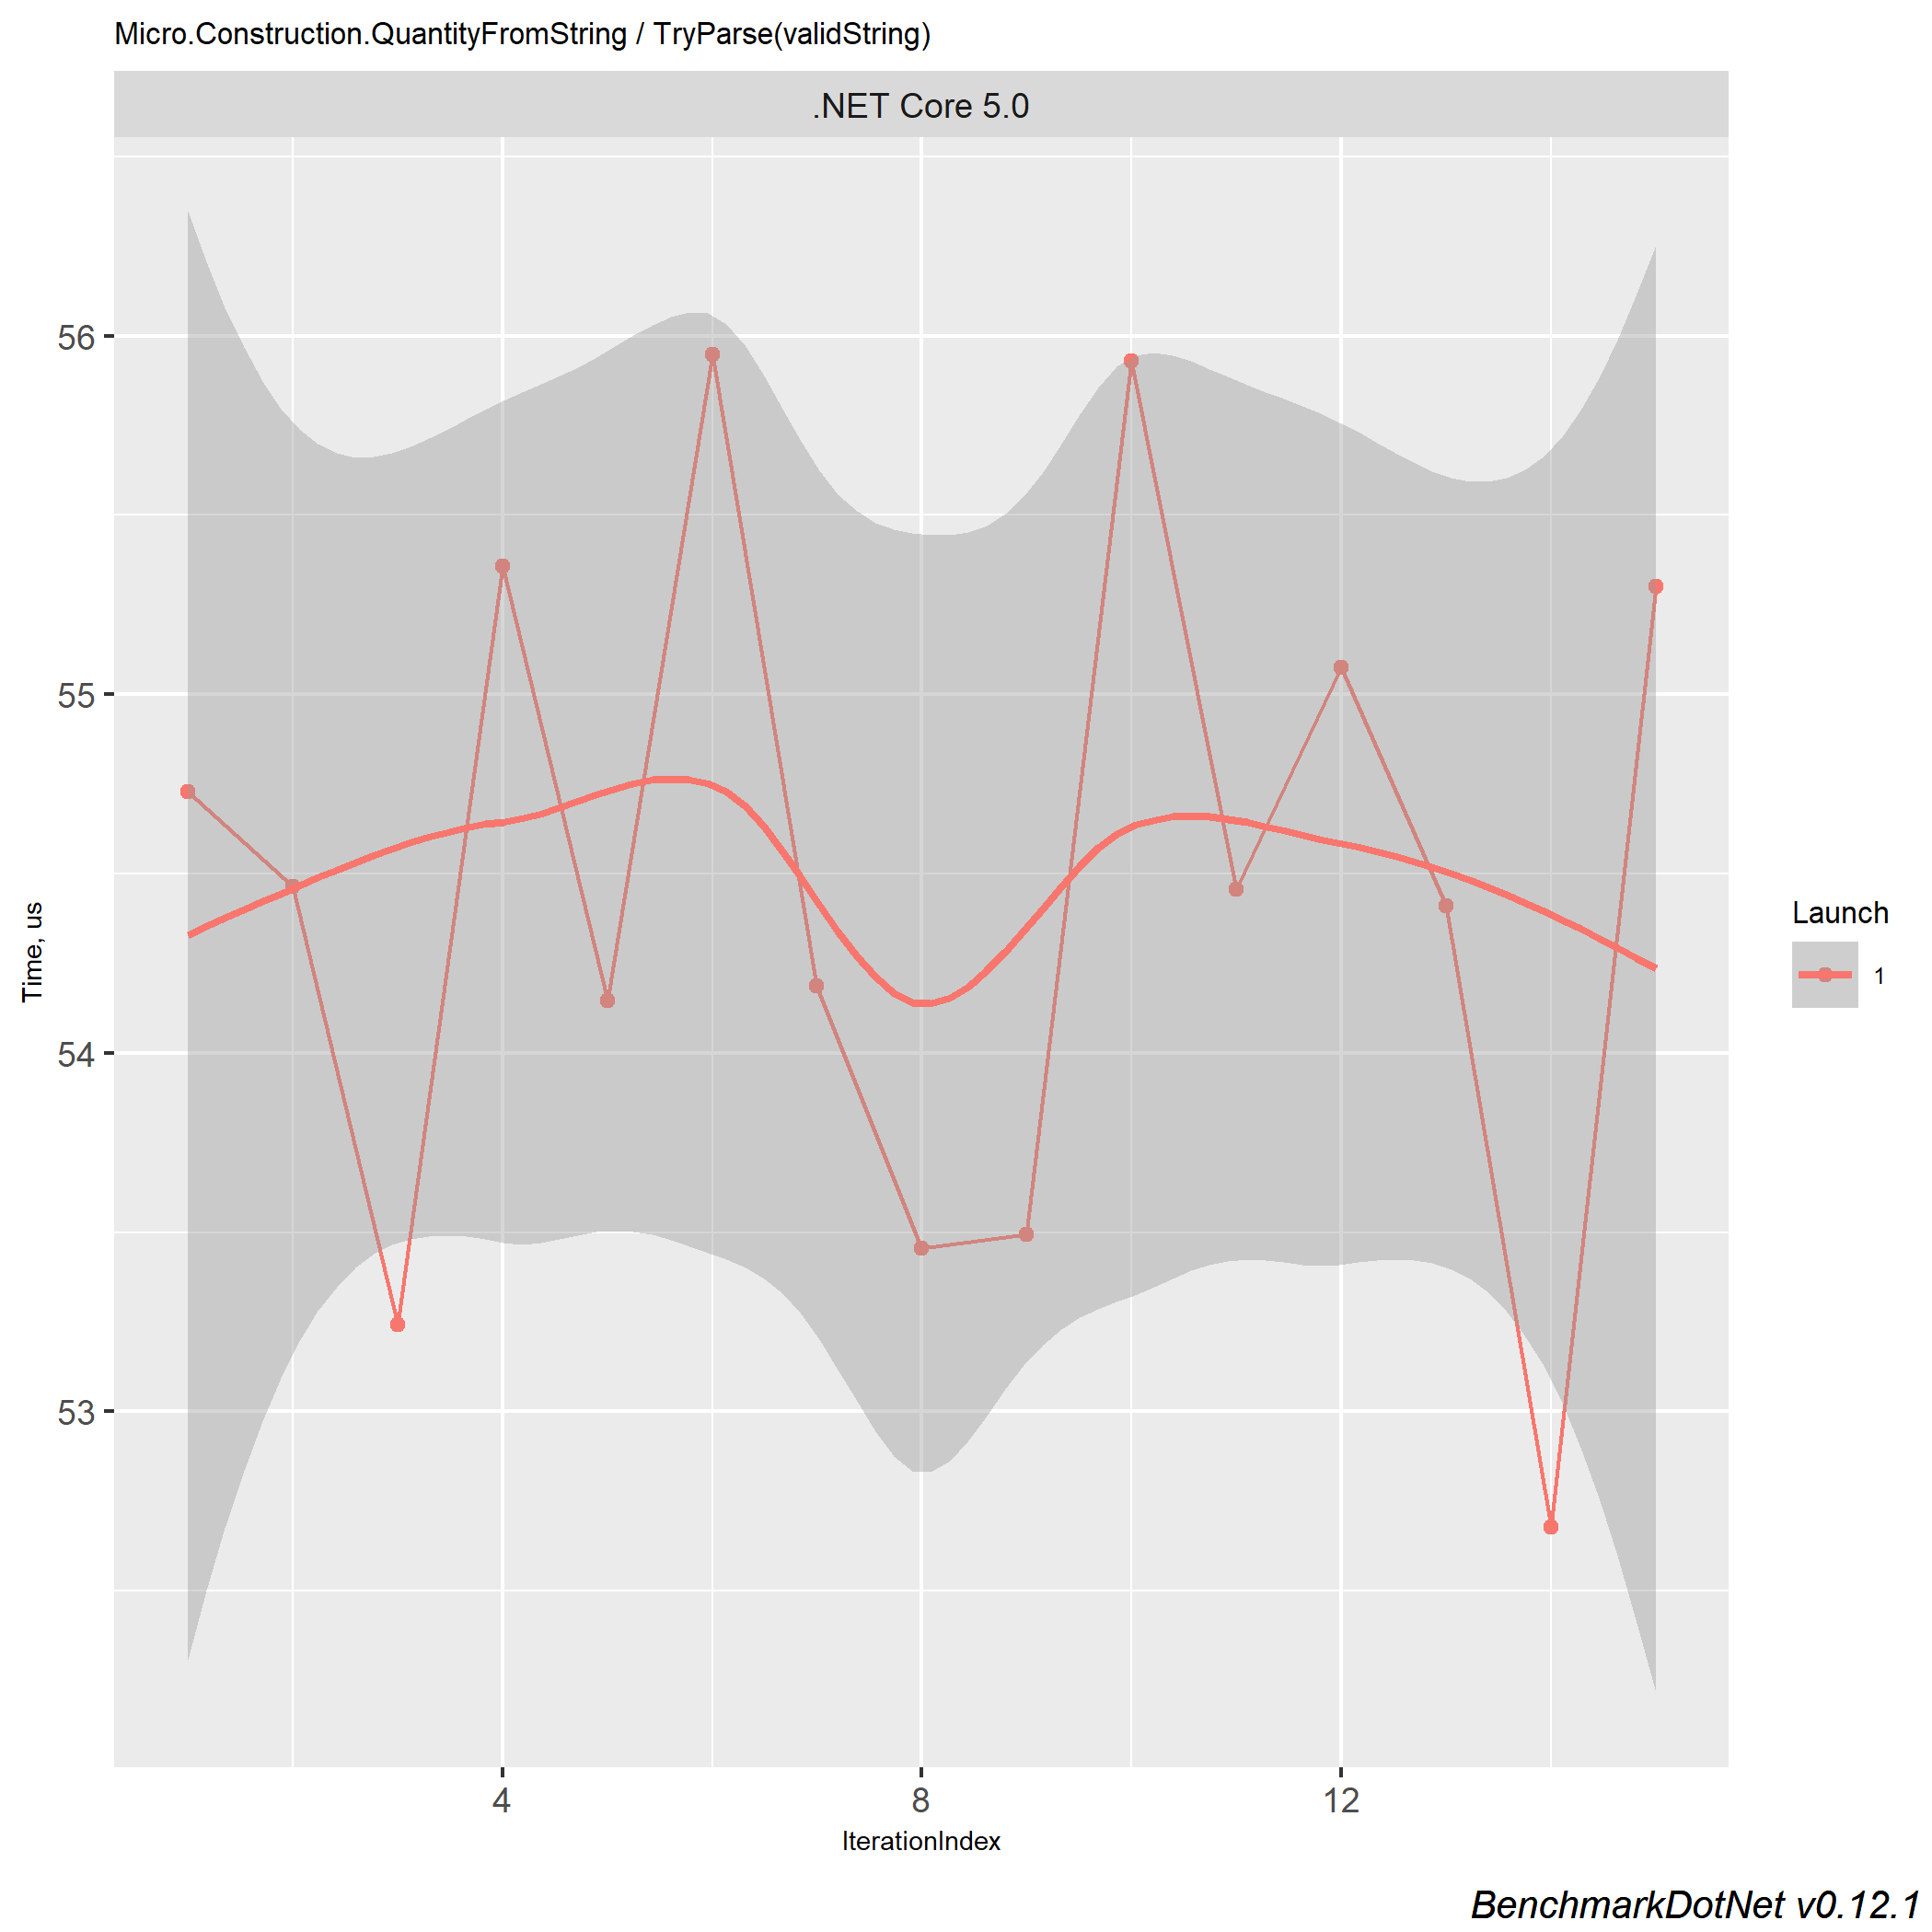 Micro.Construction.QuantityFromString / TryParse(validString)
.NET Core 5.0
56
55
54
53
Time, us
Launch
1
4
8
12
IterationIndex
BenchmarkDotNet v0.12.1